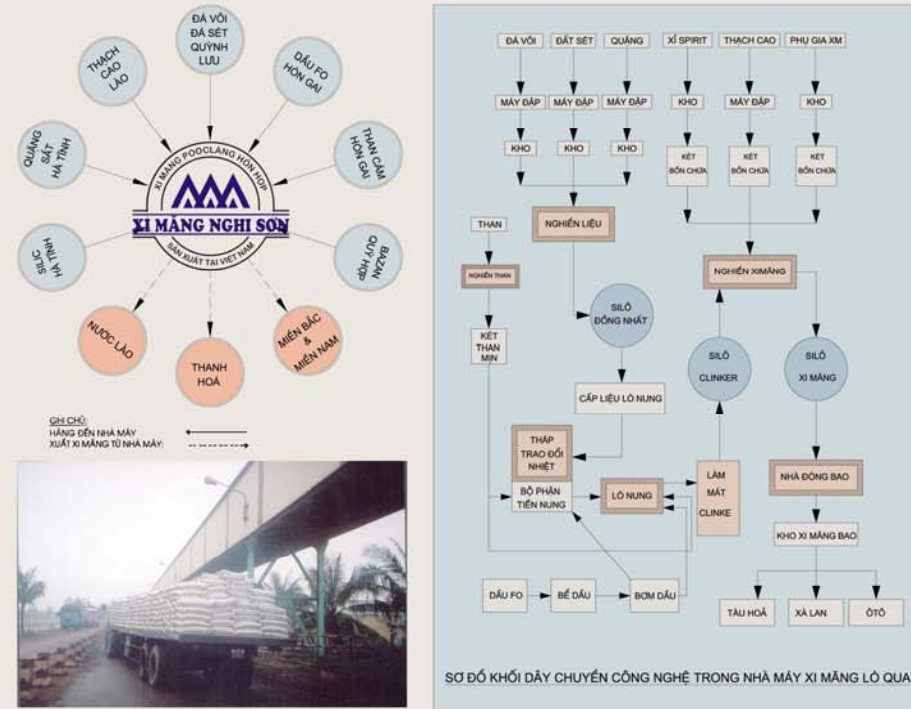 ĐÁ VÔI
ĐÁ SÉT
QUỲNH
LƯU
THẠCH
CAO
LÀO
DẦU FO
HÒN GAI
QUẶNG
SẮT
HÀ TĨNH
THAN CÁM
HÒN GAI
SILIC
HÀ TĨNH
BAZAN
QUỲ HỢP
XI MĂNG POOCLĂNG HỖN HỢP
XI MĂNG NGHI SƠN
SẢN XUẤT TẠI VIỆT NAM
NƯỚC LÀO
THANH
HOÁ
MIỀN BẮC
&
MIỀN NAM
GHI CHÚ:
HÀNG ĐẾN NHÀ MÁY
XUẤT XI MĂNG TỪ NHÀ MÁY:
ĐÁ VÔI
ĐẤT SÉT
QUẶNG
XỈ SPIRIT
THẠCH CAO
PHỤ GIA XM
MÁY ĐẬP
MÁY ĐẬP
MÁY ĐẬP
KHO
MÁY ĐẬP
KHO
KHO
KHO
KHO
KÉT
BỒN CHỨA
KÉT
BỒN CHỨA
KÉT
BỒN CHỨA
THAN
NGHIỀN LIỆU
NGHIỀN THAN
NGHIỀN XIMĂNG
SILÔ
ĐỒNG NHẤT
KÉT
THAN
MỊN
SILÔ
CLINKER
SILÔ
XI MĂNG
CẤP LIỆU LÒ NUNG
THÁP
TRAO ĐỔI
NHIỆT
BỘ PHẬN
TIỀN NUNG
LÒ NUNG
LÀM
MÁT
CLINKE
NHÀ ĐÓNG BAO
KHO XI MĂNG BAO
DẦU FO
BỂ DẦU
BƠM DẦU
TÀU HOẢ
XÀ LAN
ÔTÔ
SƠ ĐỒ KHỐI DÂY CHUYỀN CÔNG NGHỆ TRONG NHÀ MÁY XI MĂNG LÒ QUA